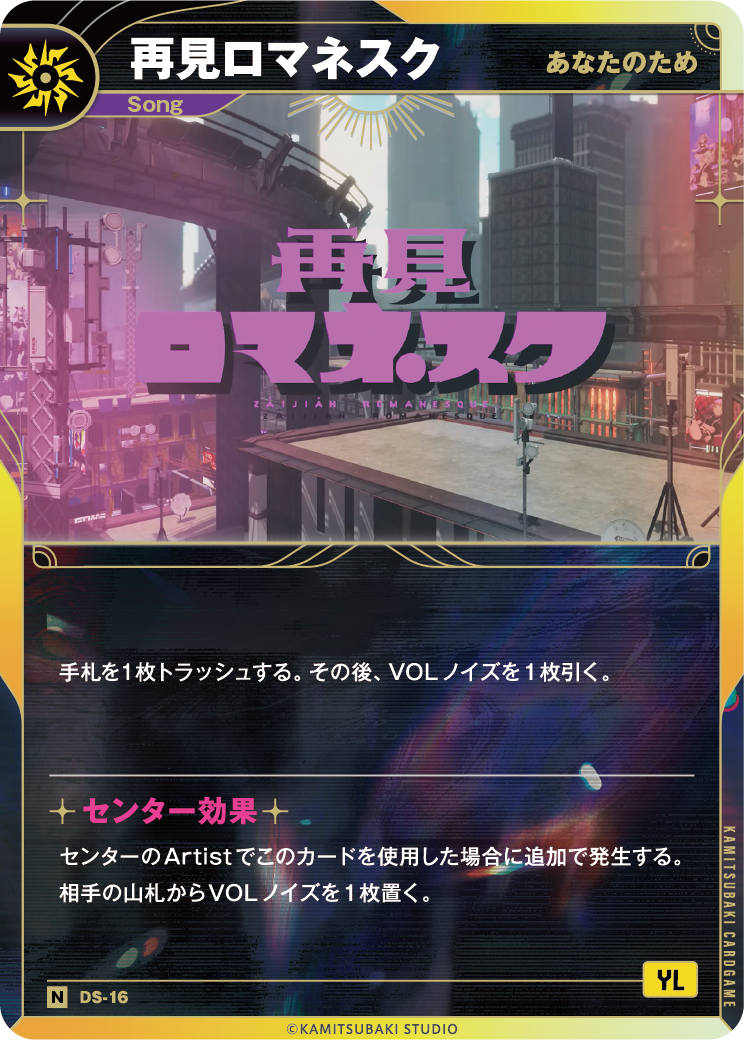 再見ロマネスク
あなたのため
Song
再見
ロマネスク
ZAIJIAN ROMANESQUE
ZAIJIAN ROMANESQUE
手札を1枚トラッシュする。その後、VOLノイズを1枚引く。
センター効果
センターのArtistでこのカードを使用した場合に追加で発生する。
相手の山札からVOLノイズを1枚置く。
KAMITSUBAKI CARDGAME
YL
N DS-16
©KAMITSUBAKI STUDIO